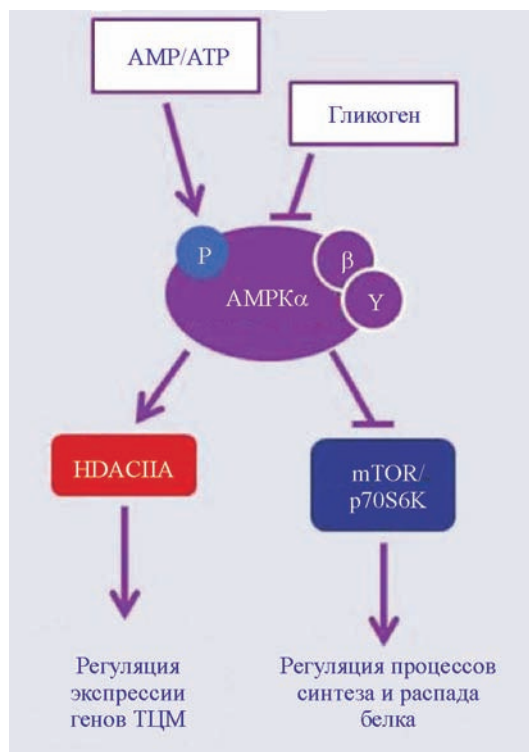 AMP/ATP
Гликоген
P
β
AMPKα
Υ
HDACIIA
mTOR/
p70S6K
Регуляция
экспрессии
генов ТЦМ
Регуляция процессов
синтеза и распада
белка